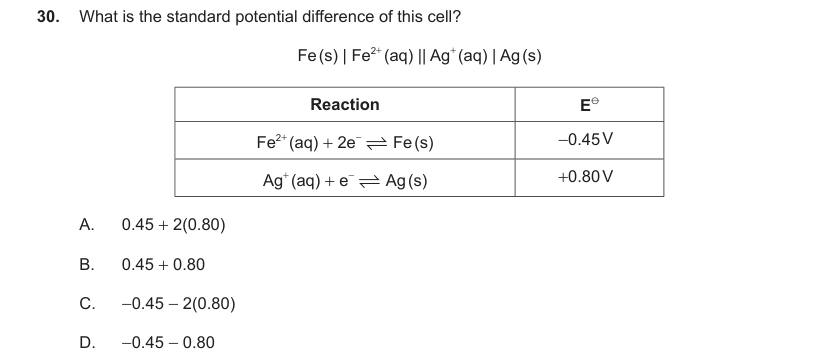 30. What is the standard potential difference of this cell?
Fe (s) | Fe²⁺ (aq) || Ag⁺ (aq) | Ag (s)
Reaction E⦵
Fe²⁺ (aq) + 2e⁻ ⇌ Fe (s) –0.45 V
Ag⁺ (aq) + e⁻ ⇌ Ag (s) +0.80 V
A. 0.45 + 2(0.80)
B. 0.45 + 0.80
C. –0.45 – 2(0.80)
D. –0.45 – 0.80